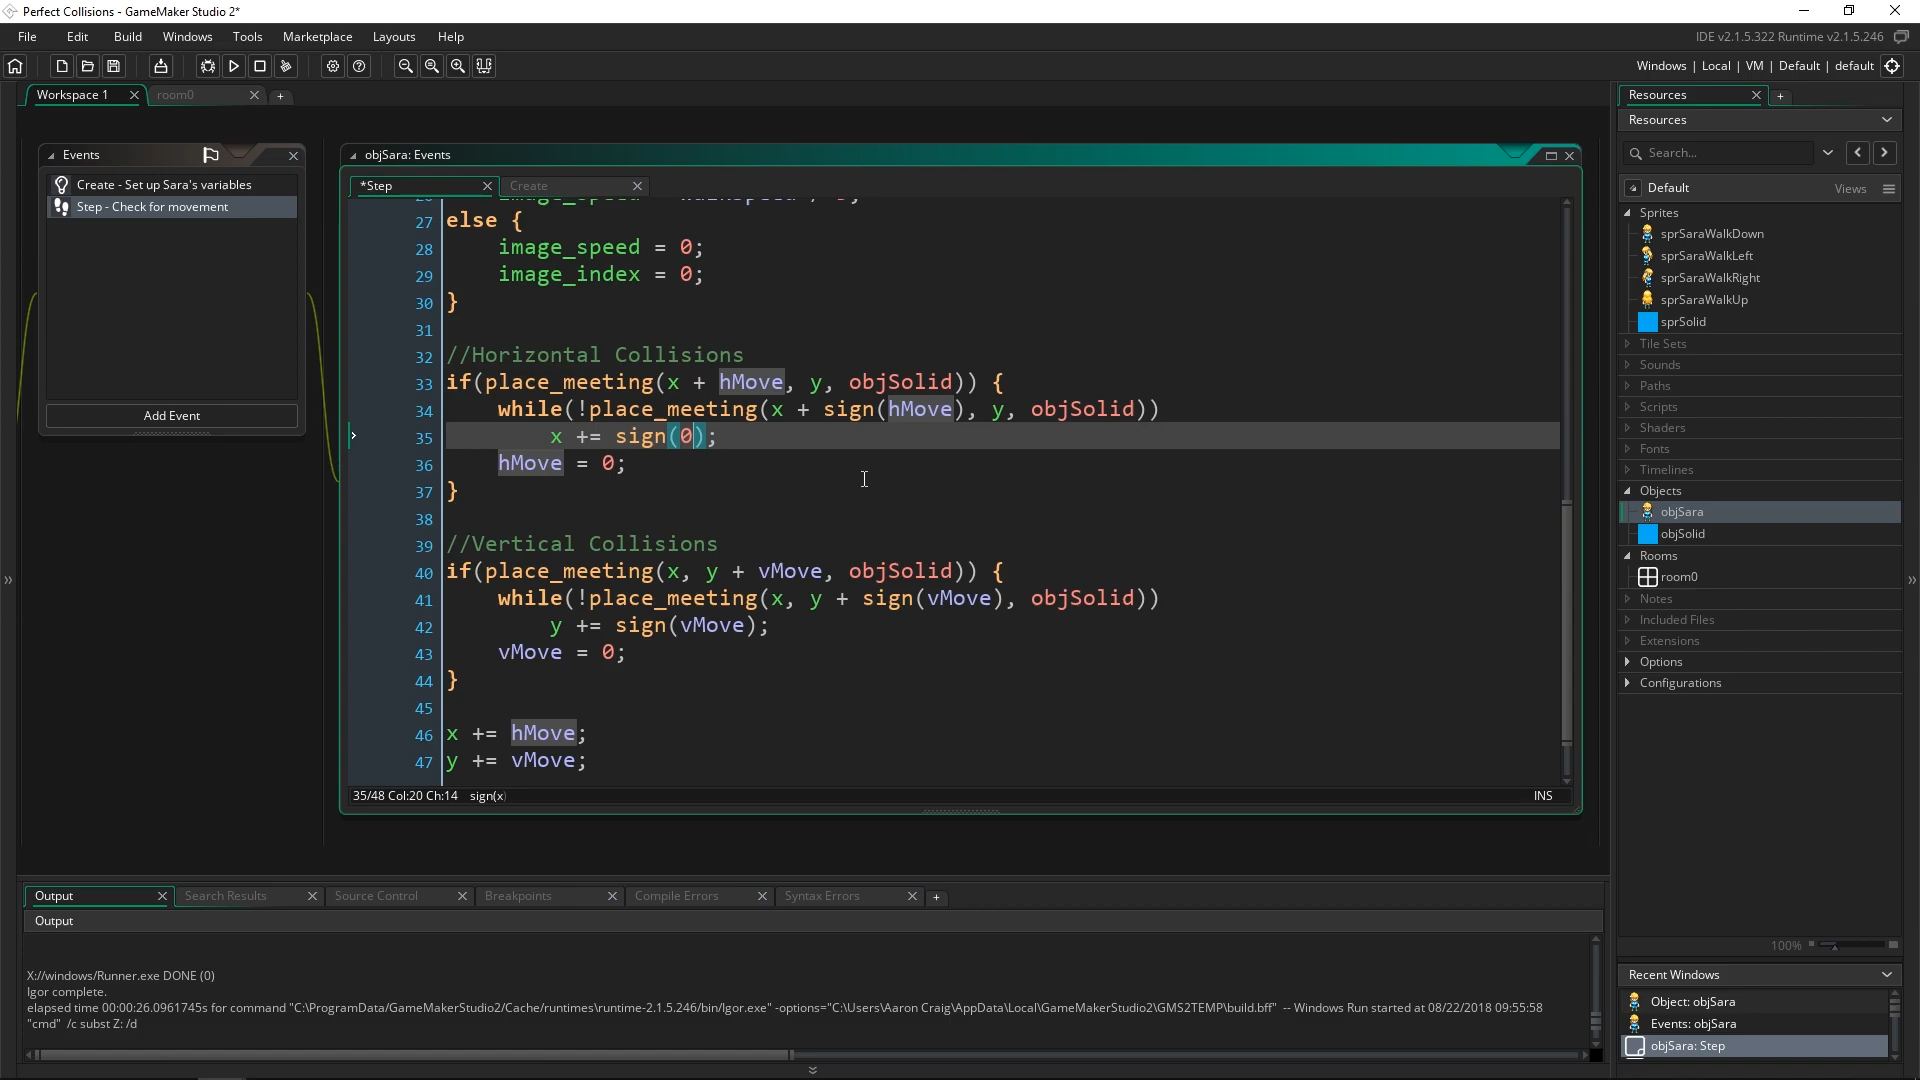 Perfect Collisions - GameMaker Studio 2*
File Edit Build Windows Tools Marketplace Layouts Help
IDE v2.1.5.322 Runtime v2.1.5.246
Windows | Local | VM | Default | default
Workspace 1
room0
Events
Create - Set up Sara's variables
Step - Check for movement
Add Event
objSara: Events
*Step
Create
27 else {
28 image_speed = 0;
29 image_index = 0;
30 }
31
32 //Horizontal Collisions
33 if(place_meeting(x + hMove, y, objSolid)) {
34 while(!place_meeting(x + sign(hMove), y, objSolid))
35 x += sign(0);
36 hMove = 0;
37 }
38
39 //Vertical Collisions
40 if(place_meeting(x, y + vMove, objSolid)) {
41 while(!place_meeting(x, y + sign(vMove), objSolid))
42 y += sign(vMove);
43 vMove = 0;
44 }
45
46 x += hMove;
47 y += vMove;
35/48 Col:20 Ch:14 sign(x)
INS
Output
Search Results
Source Control
Breakpoints
Compile Errors
Syntax Errors
Output
X://windows/Runner.exe DONE (0)
Igor complete.
elapsed time 00:00:26.0961745s for command "C:\ProgramData/GameMakerStudio2/Cache/runtimes\runtime-2.1.5.246/bin/Igor.exe" -options="C:\Users\Aaron Craig\AppData\Local\GameMakerStudio2\GMS2TEMP\build.bff" -- Windows Run started at 08/22/2018 09:55:58
"cmd" /c subst Z: /d
Resources
Resources
Search...
Default
Views
Sprites
sprSaraWalkDown
sprSaraWalkLeft
sprSaraWalkRight
sprSaraWalkUp
sprSolid
Tile Sets
Sounds
Paths
Scripts
Shaders
Fonts
Timelines
Objects
objSara
objSolid
Rooms
room0
Notes
Included Files
Extensions
Options
Configurations
100%
Recent Windows
Object: objSara
Events: objSara
objSara: Step